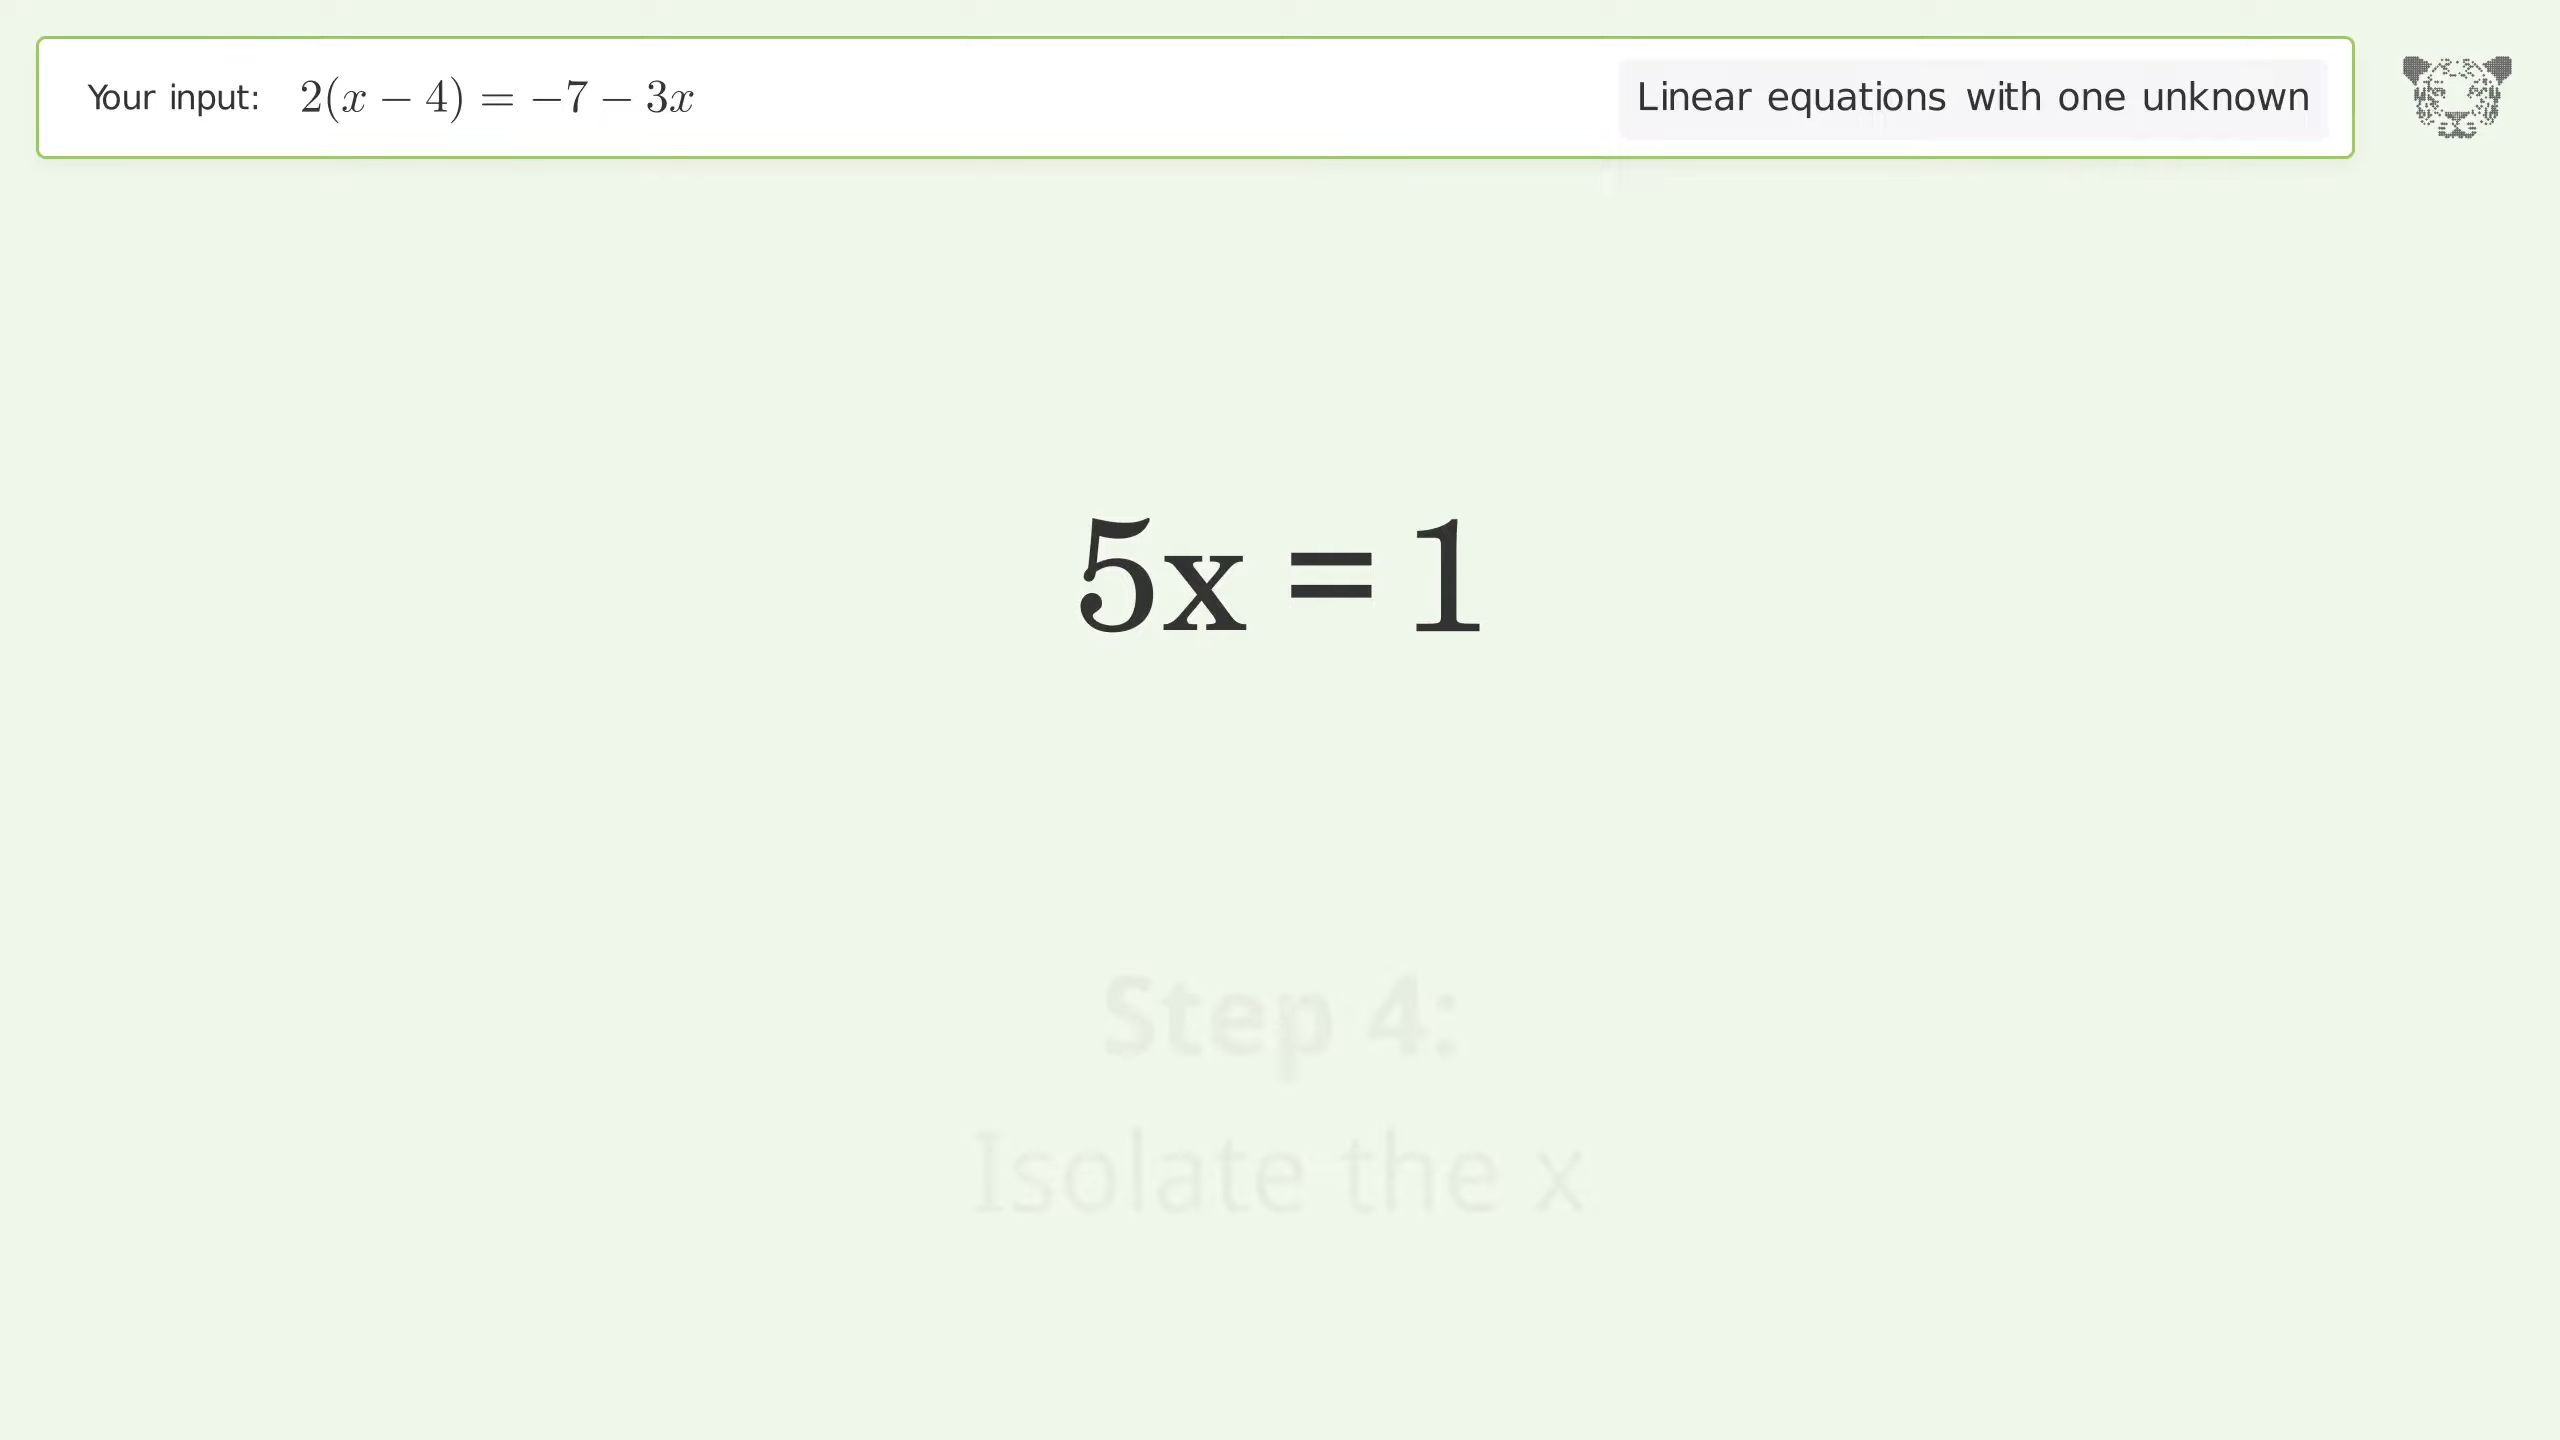 Your input: 2(x − 4) = −7 − 3x
Linear equations with one unknown
5x = 1
Step 4:
Isolate the x